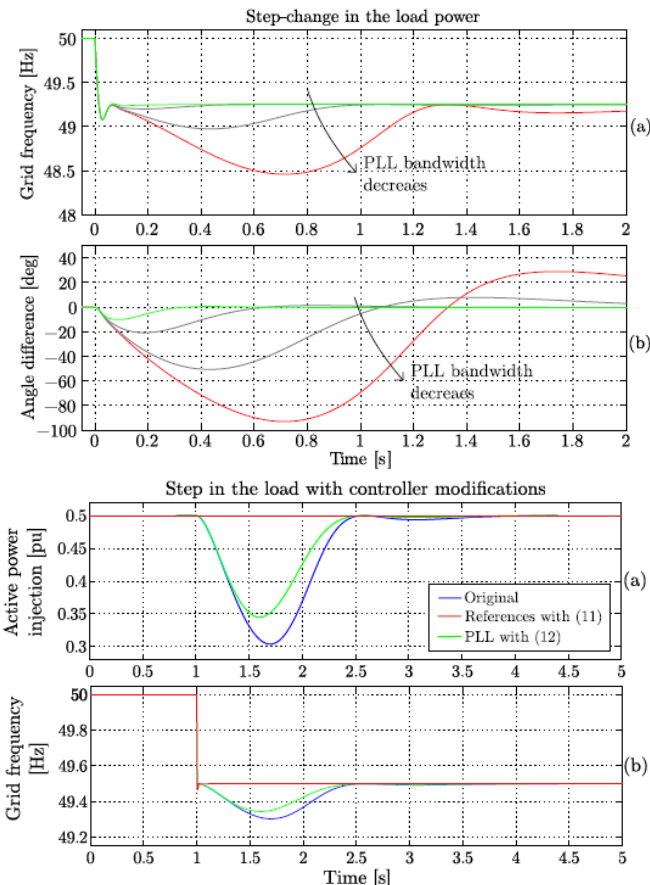 Step-change in the load power
Grid frequency [Hz]
50
49.5
49
48.5
48
PLL bandwidth
decreaes
(a)
0 0.2 0.4 0.6 0.8 1 1.2 1.4 1.6 1.8 2
Angle difference [deg]
40
20
0
−20
−40
−60
−80
−100
PLL bandwidth
decreaes
(b)
0 0.2 0.4 0.6 0.8 1 1.2 1.4 1.6 1.8 2
Time [s]
Step in the load with controller modifications
Active power
injection [pu]
0.5
0.45
0.4
0.35
0.3
Original
References with (11)
PLL with (12)
(a)
0 0.5 1 1.5 2 2.5 3 3.5 4 4.5 5
Grid frequency
[Hz]
50
49.8
49.6
49.4
49.2
(b)
0 0.5 1 1.5 2 2.5 3 3.5 4 4.5 5
Time [s]